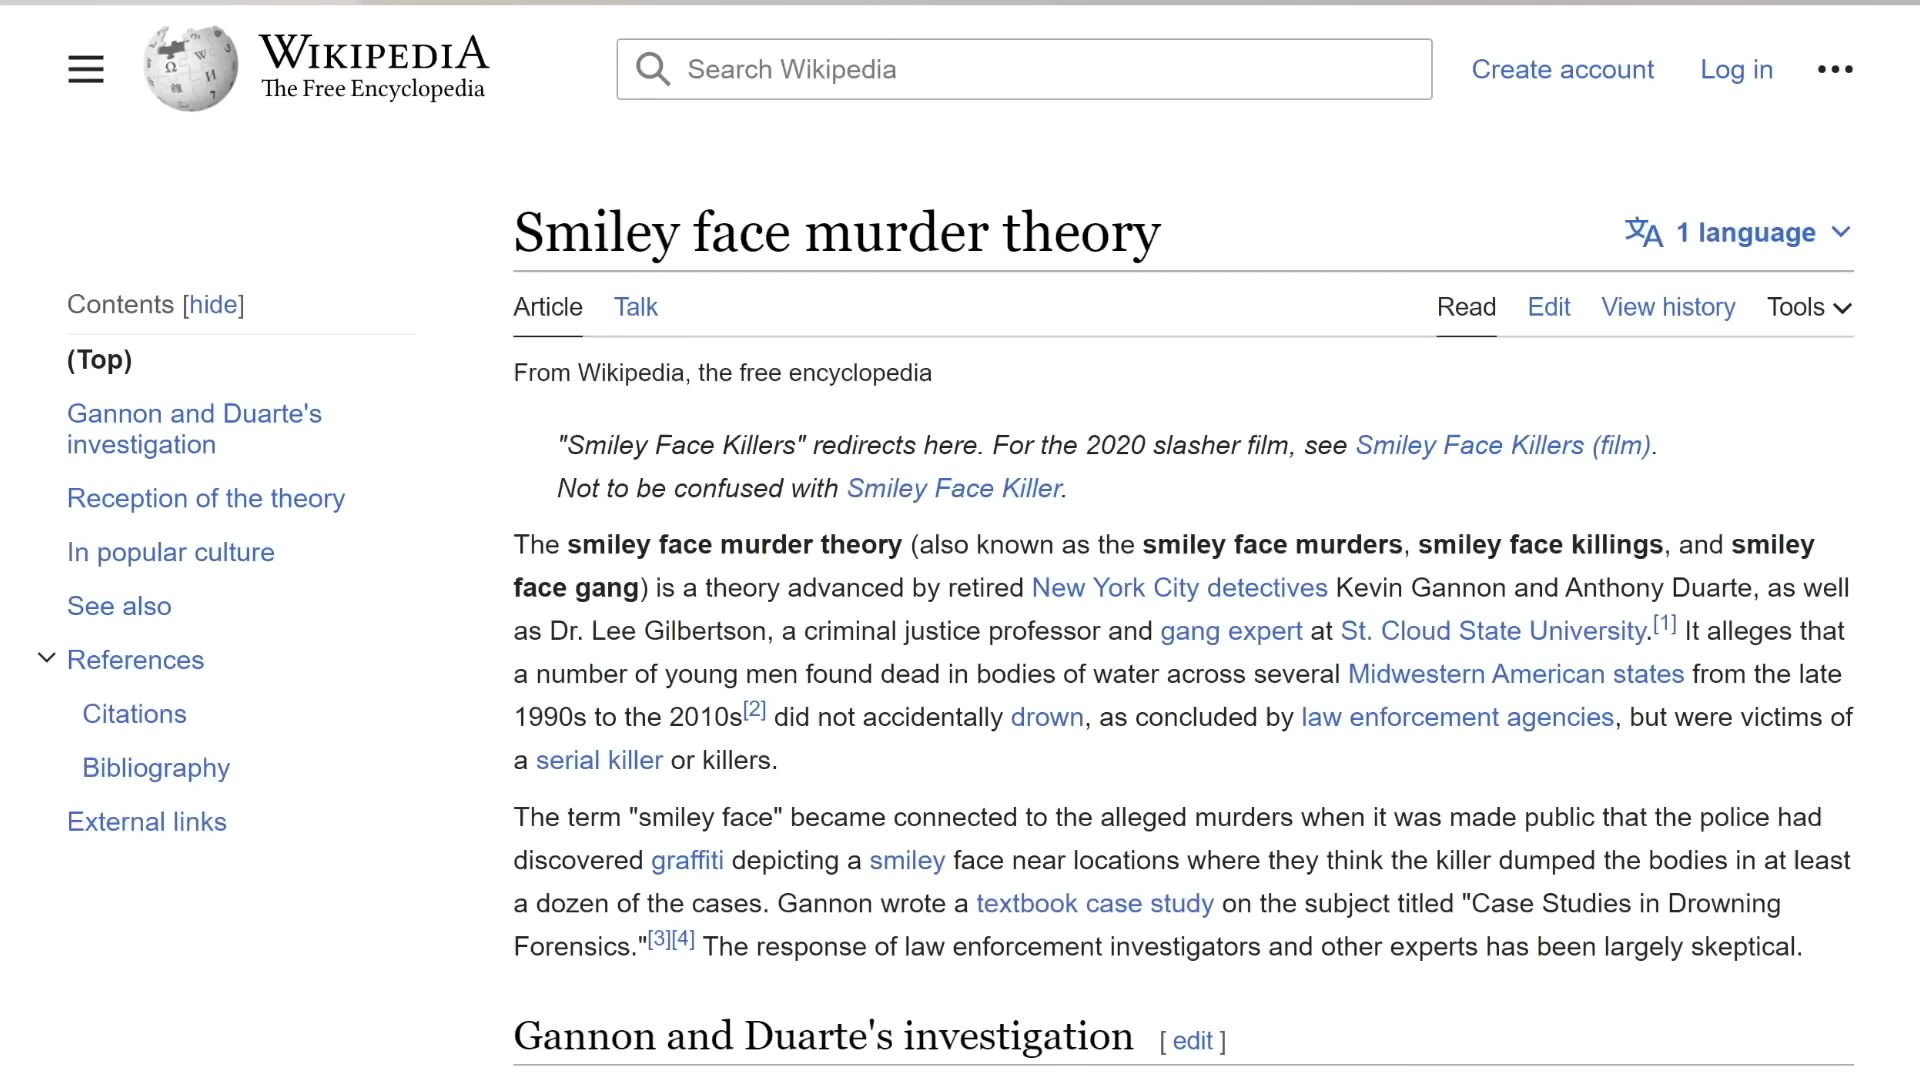 WIKIPEDIA
The Free Encyclopedia
Search Wikipedia
Create account
Log in
Smiley face murder theory
1 language
Contents [hide]
(Top)
Gannon and Duarte's
investigation
Reception of the theory
In popular culture
See also
References
Citations
Bibliography
External links
Article
Talk
Read
Edit
View history
Tools
From Wikipedia, the free encyclopedia
"Smiley Face Killers" redirects here. For the 2020 slasher film, see Smiley Face Killers (film).
Not to be confused with Smiley Face Killer.
The smiley face murder theory (also known as the smiley face murders, smiley face killings, and smiley
face gang) is a theory advanced by retired New York City detectives Kevin Gannon and Anthony Duarte, as well
as Dr. Lee Gilbertson, a criminal justice professor and gang expert at St. Cloud State University.[1] It alleges that
a number of young men found dead in bodies of water across several Midwestern American states from the late
1990s to the 2010s[2] did not accidentally drown, as concluded by law enforcement agencies, but were victims of
a serial killer or killers.
The term "smiley face" became connected to the alleged murders when it was made public that the police had
discovered graffiti depicting a smiley face near locations where they think the killer dumped the bodies in at least
a dozen of the cases. Gannon wrote a textbook case study on the subject titled "Case Studies in Drowning
Forensics."[3][4] The response of law enforcement investigators and other experts has been largely skeptical.
Gannon and Duarte's investigation [ edit ]